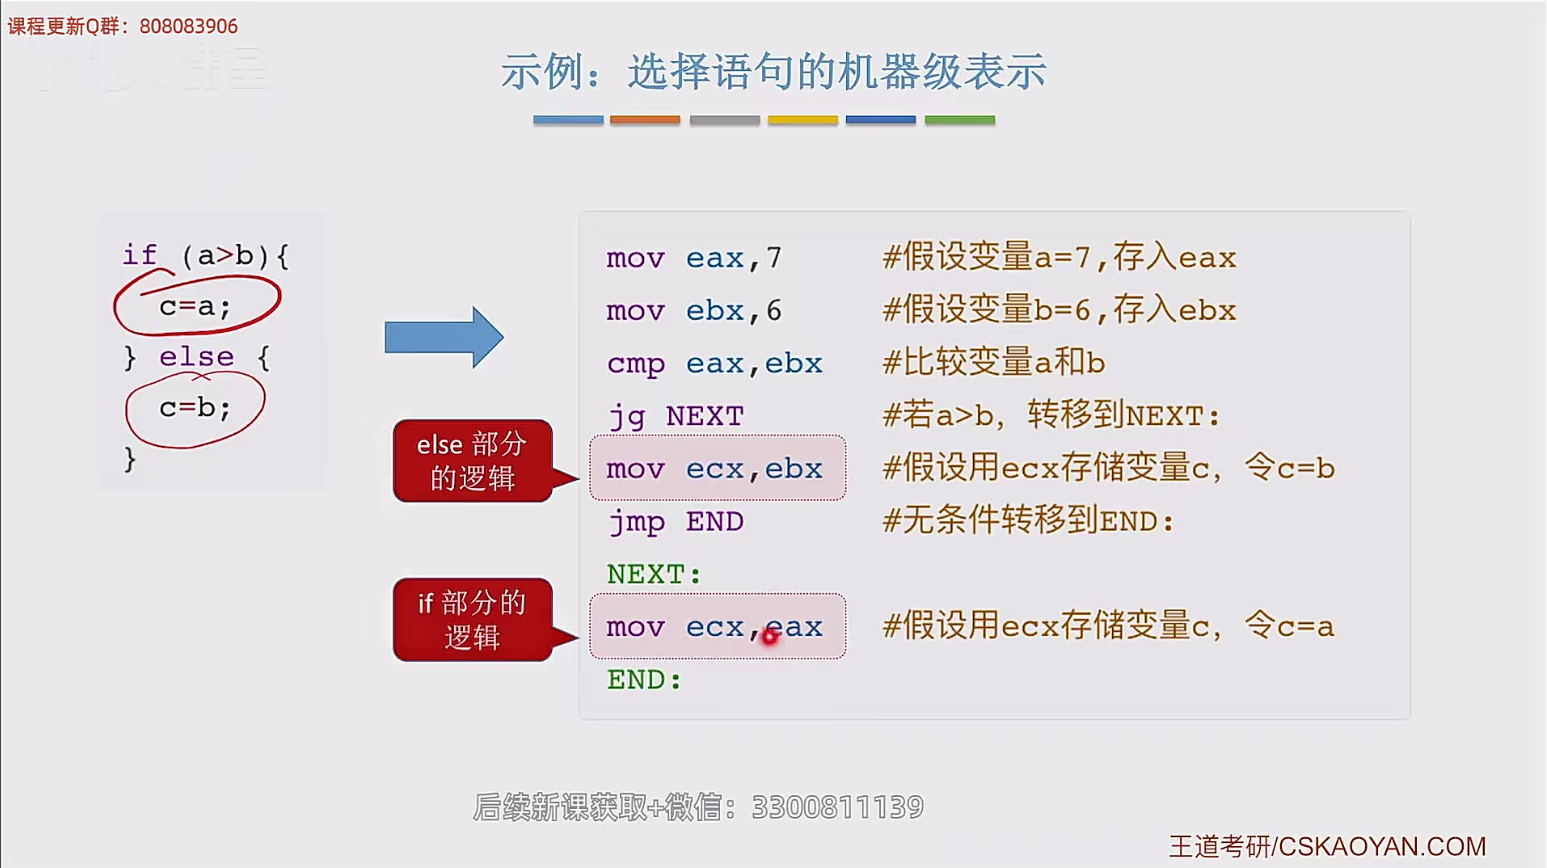 课程更新Q群：808083906
示例：选择语句的机器级表示
if (a>b){
c=a;
} else {
c=b;
}
else 部分
的逻辑
if 部分的
逻辑
mov eax,7 #假设变量a=7,存入eax
mov ebx,6 #假设变量b=6,存入ebx
cmp eax,ebx #比较变量a和b
jg NEXT #若a>b，转移到NEXT:
mov ecx,ebx #假设用ecx存储变量c，令c=b
jmp END #无条件转移到END:
NEXT:
mov ecx,eax #假设用ecx存储变量c，令c=a
END:
后续新课获取+微信：3300811139
王道考研/CSKAOYAN.COM